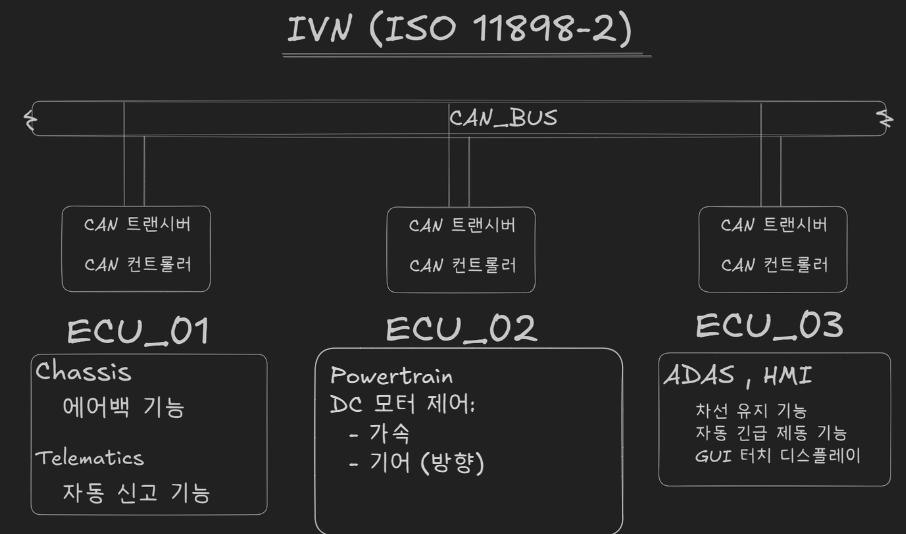 IVN (ISO 11898-2)
CAN_BUS
CAN 트랜시버
CAN 컨트롤러
CAN 트랜시버
CAN 컨트롤러
CAN 트랜시버
CAN 컨트롤러
ECU_01
Chassis
에어백 기능
Telematics
자동 신고 기능
ECU_02
Powertrain
DC 모터 제어:
- 가속
- 기어 (방향)
ECU_03
ADAS , HMI
차선 유지 기능
자동 긴급 제동 기능
GUI 터치 디스플레이